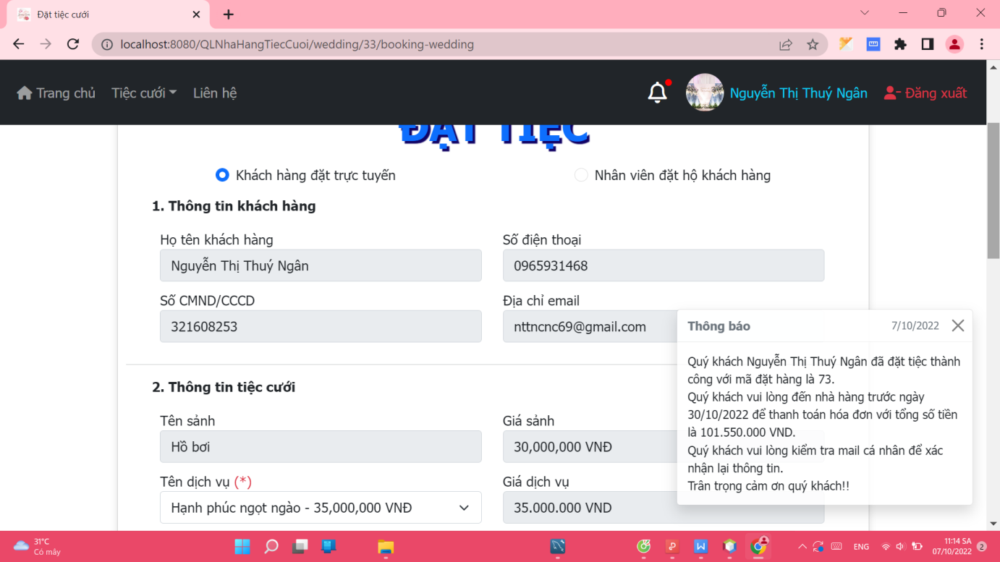 Đặt tiệc cưới
localhost:8080/QLNhaHangTiecCuoi/wedding/33/booking-wedding
Trang chủ Tiệc cưới Liên hệ Nguyễn Thị Thuý Ngân Đăng xuất
ĐẶT TIỆC
Khách hàng đặt trực tuyến Nhân viên đặt hộ khách hàng
1. Thông tin khách hàng
Họ tên khách hàng Số điện thoại
Nguyễn Thị Thuý Ngân 0965931468
Số CMND/CCCD Địa chỉ email
321608253 nttncnc69@gmail.com
2. Thông tin tiệc cưới
Tên sảnh Giá sảnh
Hồ bơi 30,000,000 VNĐ
Tên dịch vụ (*) Giá dịch vụ
Hạnh phúc ngọt ngào - 35,000,000 VNĐ 35.000.000 VND
Thông báo 7/10/2022
Quý khách Nguyễn Thị Thuý Ngân đã đặt tiệc thành
công với mã đặt hàng là 73.
Quý khách vui lòng đến nhà hàng trước ngày
30/10/2022 để thanh toán hóa đơn với tổng số tiền
là 101.550.000 VND.
Quý khách vui lòng kiểm tra mail cá nhân để xác
nhận lại thông tin.
Trân trọng cảm ơn quý khách!!
31°C
Có mây
ENG
11:14 SA
07/10/2022
2